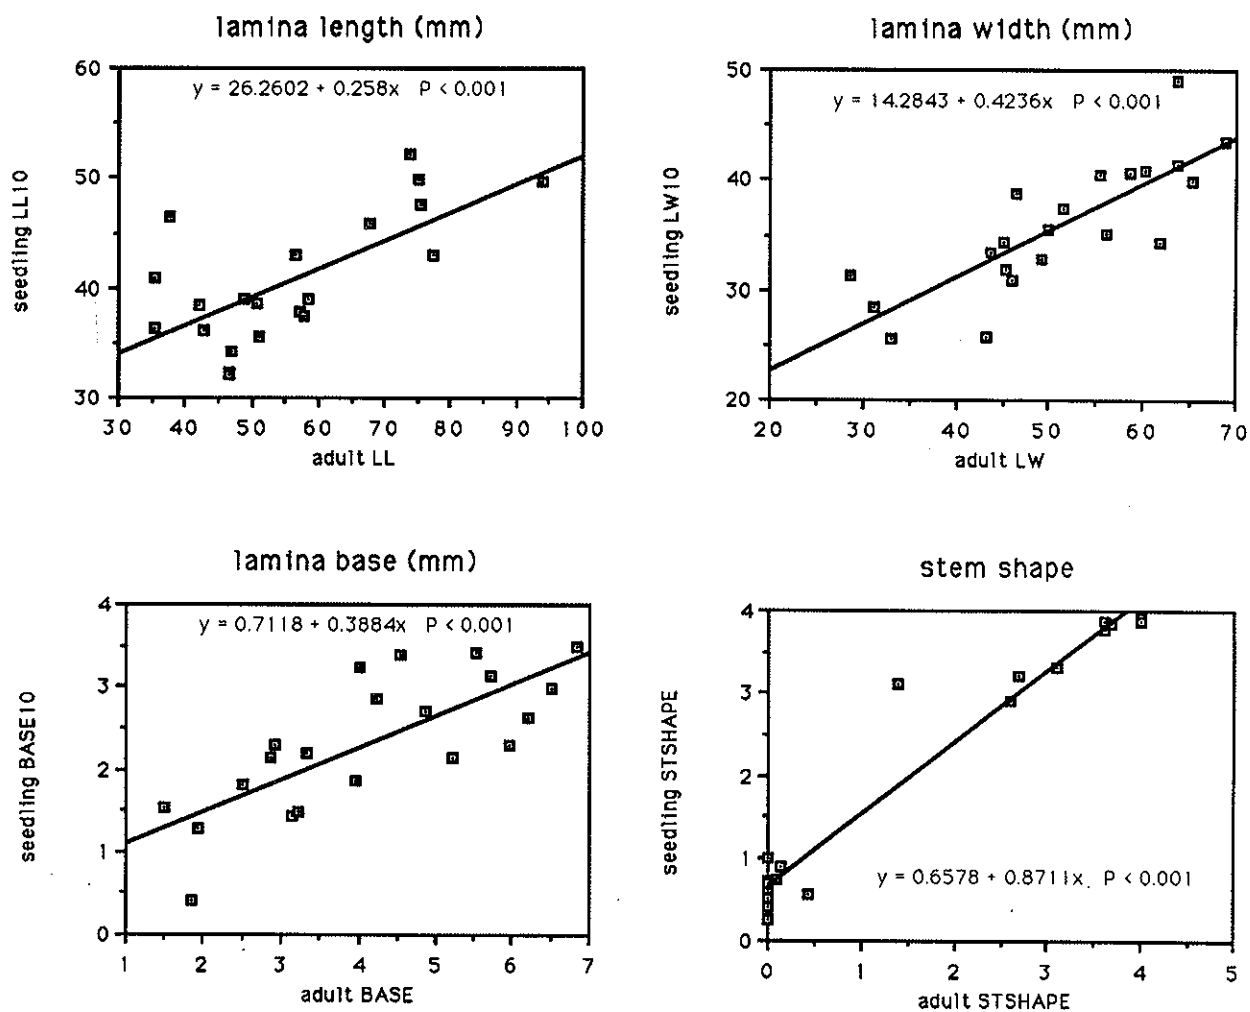 lamina length (mm)
60
50
40
30
y = 26.2602 + 0.258x P < 0.001
seedling LL10
30 40 50 60 70 80 90 100
adult LL
lamina width (mm)
50
40
30
20
y = 14.2843 + 0.4236x P < 0.001
seedling LW10
20 30 40 50 60 70
adult LW
lamina base (mm)
4
3
2
1
0
y = 0.7118 + 0.3884x P < 0.001
seedling BASE10
1 2 3 4 5 6 7
adult BASE
stem shape
4
3
2
1
0
y = 0.6578 + 0.8711x. P < 0.001
seedling STSHAPE
0 1 2 3 4 5
adult STSHAPE